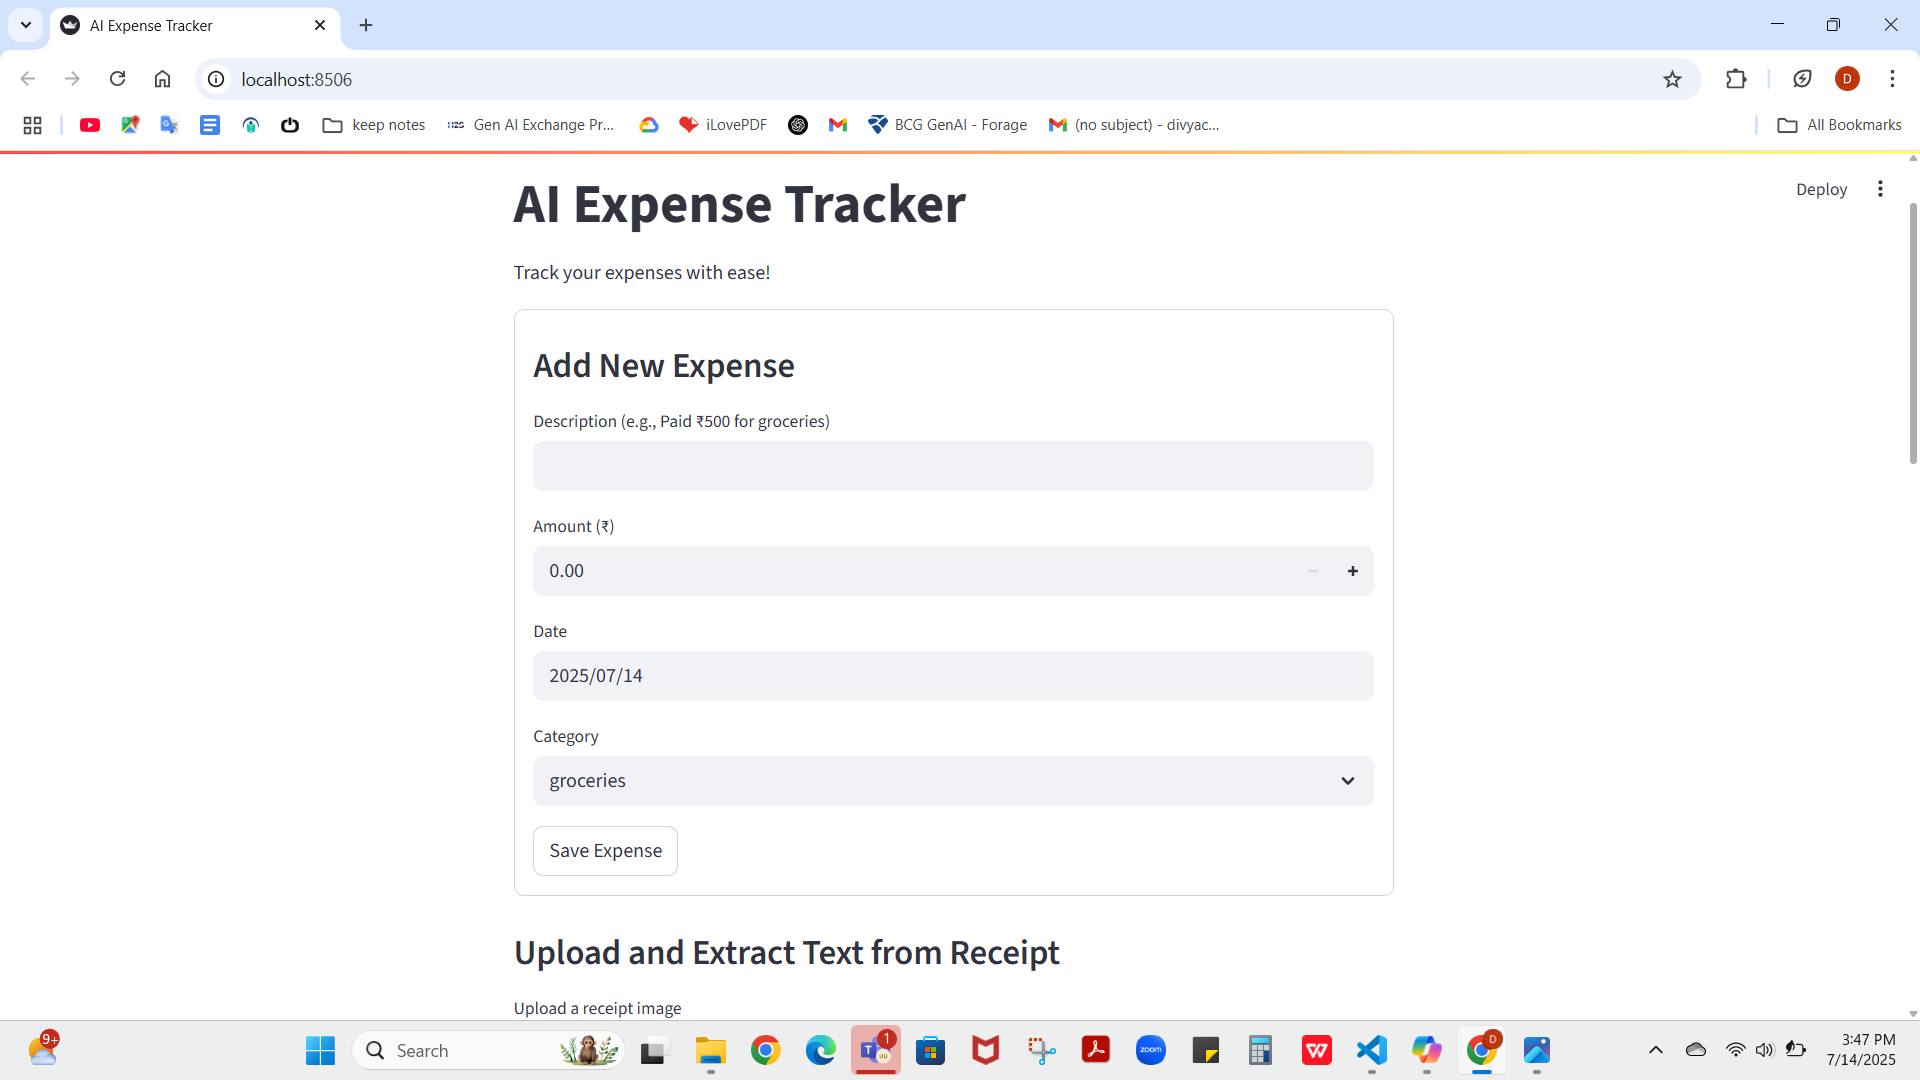 AI Expense Tracker
localhost:8506
D
keep notes
H2S
Gen AI Exchange Pr...
iLovePDF
BCG GenAI - Forage
(no subject) - divyac...
All Bookmarks
Deploy
AI Expense Tracker
Track your expenses with ease!
Add New Expense
Description (e.g., Paid ₹500 for groceries)
Amount (₹)
0.00
Date
2025/07/14
Category
groceries
Save Expense
Upload and Extract Text from Receipt
Upload a receipt image
9+
Search
1
T
UU
zoom
W
D
3:47 PM
7/14/2025